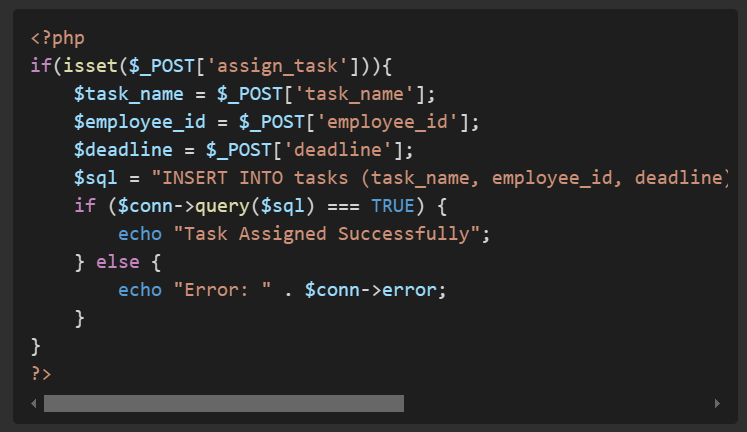 <?php
if(isset($_POST['assign_task'])){
    $task_name = $_POST['task_name'];
    $employee_id = $_POST['employee_id'];
    $deadline = $_POST['deadline'];
    $sql = "INSERT INTO tasks (task_name, employee_id, deadline)
    if ($conn->query($sql) === TRUE) {
        echo "Task Assigned Successfully";
    } else {
        echo "Error: " . $conn->error;
    }
}
?>